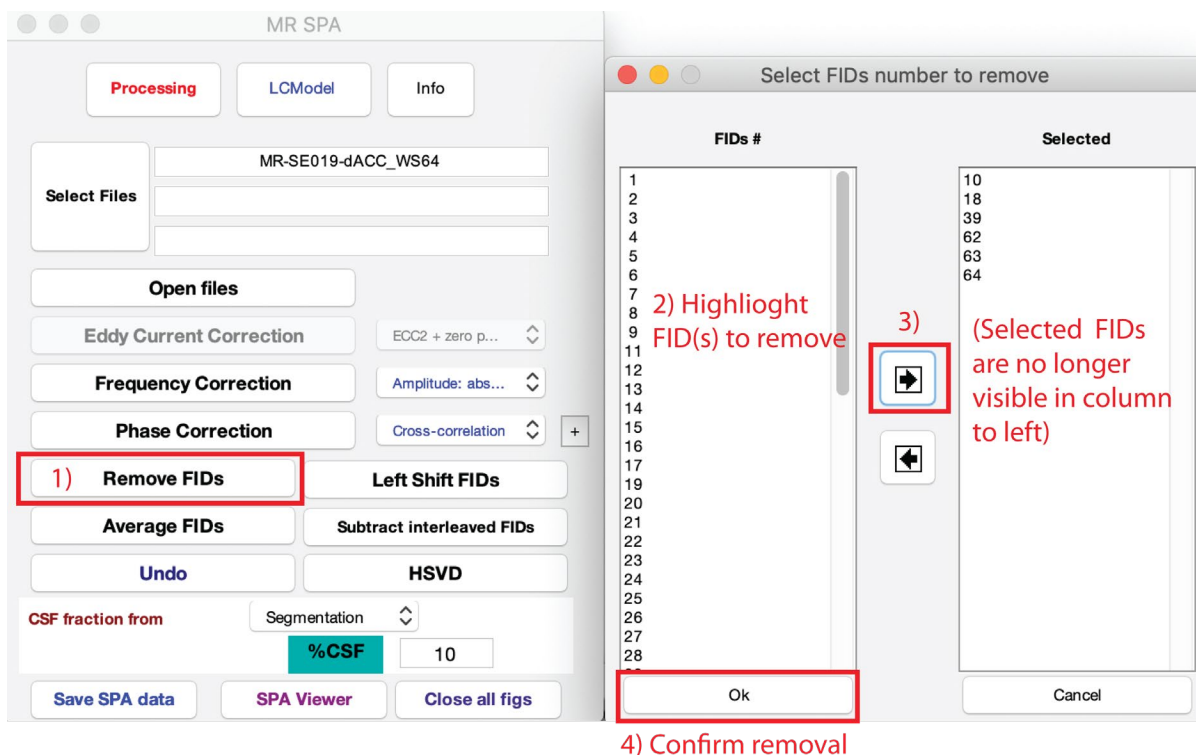 MR SPA
Processing
LCModel
Info
Select Files
MR-SE019-dACC_WS64
Open files
Eddy Current Correction
ECC2 + zero p...
Frequency Correction
Amplitude: abs...
Phase Correction
Cross-correlation
+
1)
Remove FIDs
Left Shift FIDs
Average FIDs
Subtract interleaved FIDs
Undo
HSVD
CSF fraction from
Segmentation
%CSF
10
Save SPA data
SPA Viewer
Close all figs
Select FIDs number to remove
FIDs #
1
2
3
4
5
6
7
8
9
11
12
13
14
15
16
17
19
20
21
22
23
24
25
26
27
28
2) Highlioght
FID(s) to remove
3)
Selected
10
18
39
62
63
64
(Selected FIDs
are no longer
visible in column
to left)
Ok
Cancel
4) Confirm removal